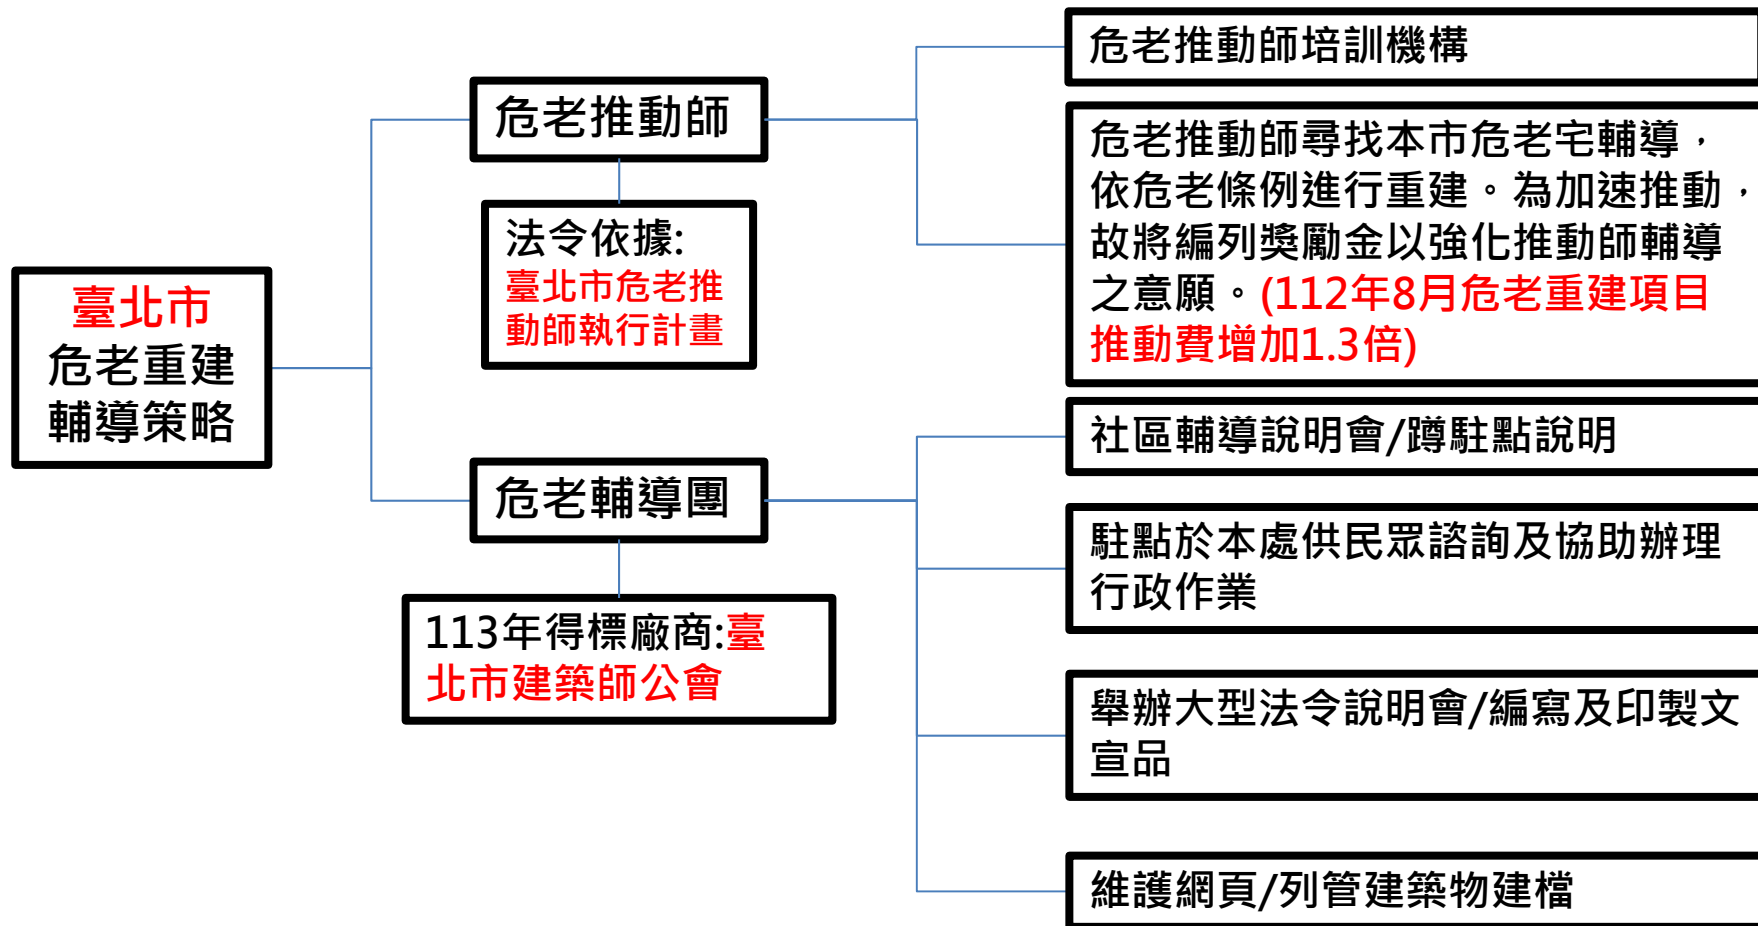 臺北市
危老重建
輔導策略
危老推動師
法令依據:
臺北市危老推
動師執行計畫
危老推動師培訓機構
危老推動師尋找本市危老宅輔導，
依危老條例進行重建。為加速推動，
故將編列獎勵金以強化推動師輔導
之意願。(112年8月危老重建項目
推動費增加1.3倍)
危老輔導團
113年得標廠商:臺
北市建築師公會
社區輔導說明會/蹲駐點說明
駐點於本處供民眾諮詢及協助辦理
行政作業
舉辦大型法令說明會/編寫及印製文
宣品
維護網頁/列管建築物建檔